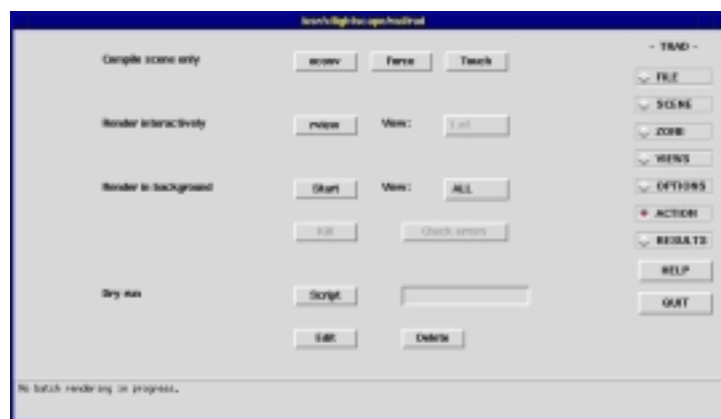 - TRAD -
Compile scene only oconv Force Touch
FILE
SCENE
Render interactively rview View:
ZONE
VIEWS
Render in background Start View: ALL
OPTIONS
ACTION
Kill Check errors
RESULTS
HELP
Dry run Script
QUIT
Edit Delete
No batch rendering in progress.